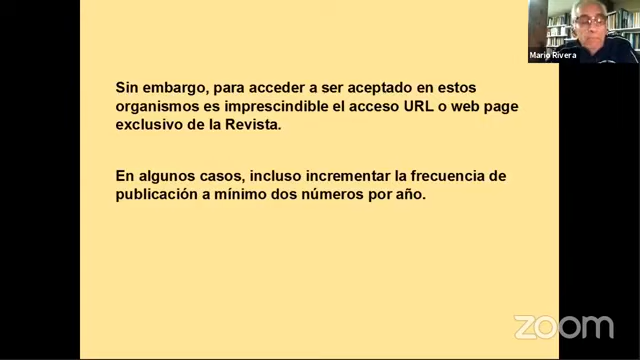 Mario Rivera
Sin embargo, para acceder a ser aceptado en estos
organismos es imprescindible el acceso URL o web page
exclusivo de la Revista.
En algunos casos, incluso incrementar la frecuencia de
publicación a mínimo dos números por año.
zoom